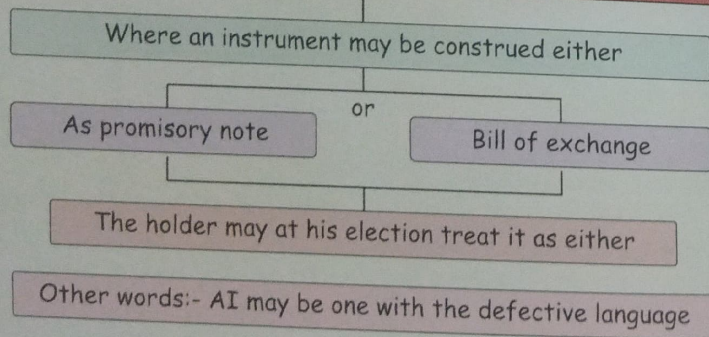 Where an instrument may be construed either
or
As promisory note
Bill of exchange
The holder may at his election treat it as either
Other words:- AI may be one with the defective language